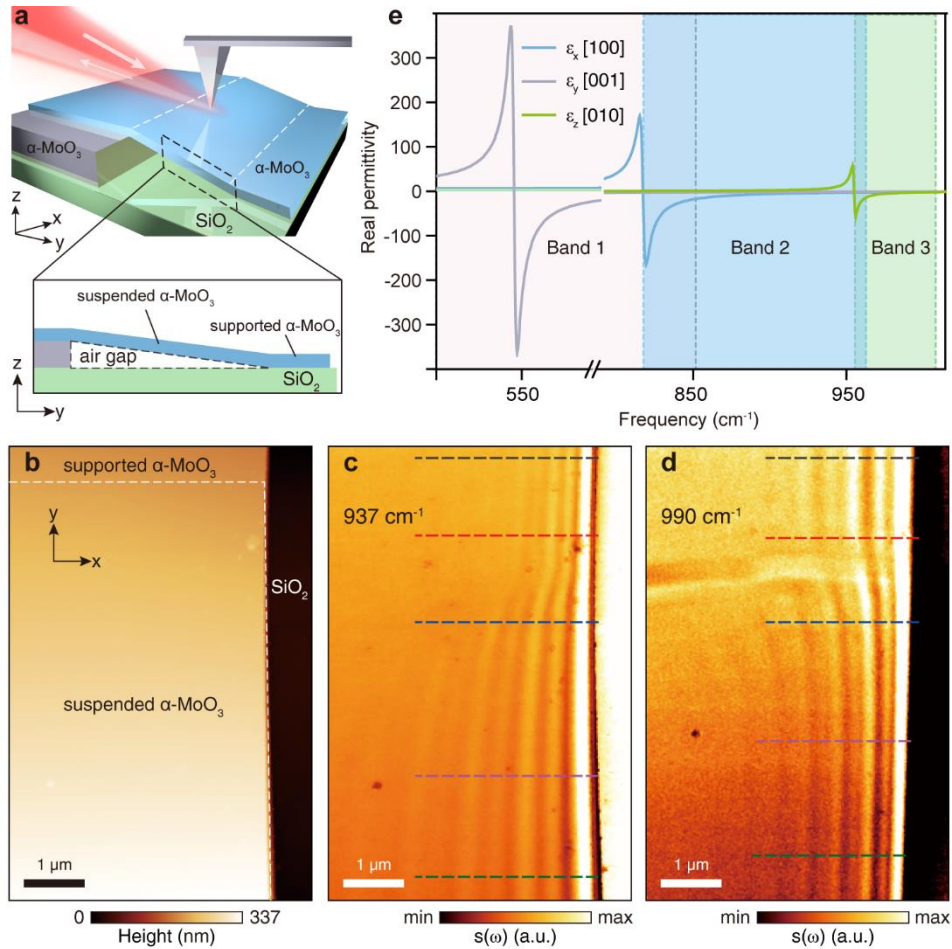 a
α-MoO₃
α-MoO₃
SiO₂
z
x
y
suspended α-MoO₃
supported α-MoO₃
air gap
SiO₂
z
y
e
Real permittivity
300
200
100
0
-100
-200
-300
εₓ [100]
εᵧ [001]
ε_z [010]
Band 1
Band 2
Band 3
550
850
950
Frequency (cm⁻¹)
b
supported α-MoO₃
y
x
SiO₂
suspended α-MoO₃
1 μm
0
337
Height (nm)
c
937 cm⁻¹
1 μm
min
max
s(ω) (a.u.)
d
990 cm⁻¹
1 μm
min
max
s(ω) (a.u.)